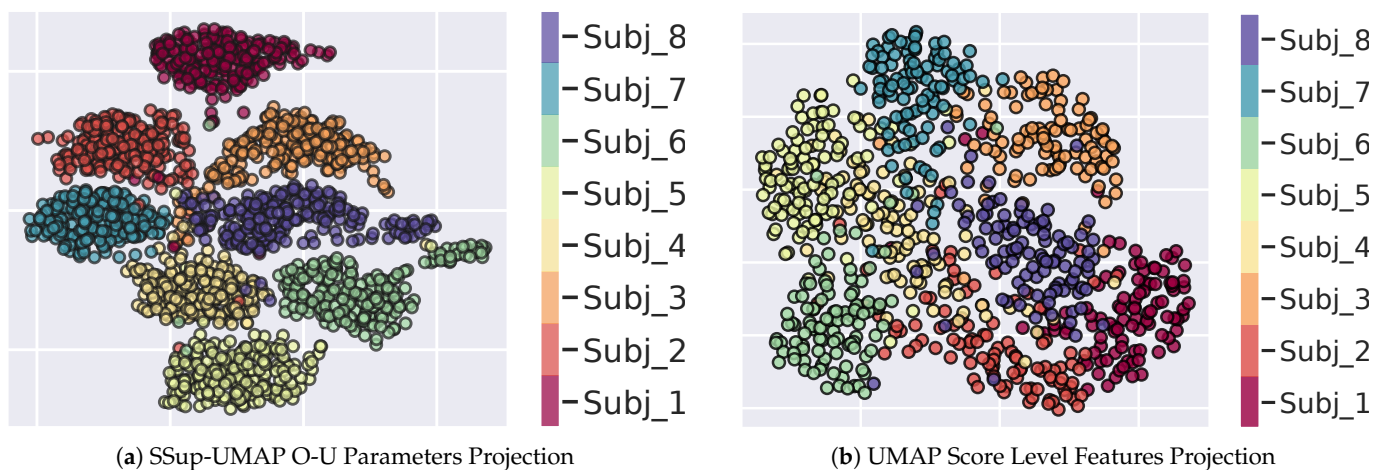 Subj_8
Subj_7
Subj_6
Subj_5
Subj_4
Subj_3
Subj_2
Subj_1
(a) SSup-UMAP O-U Parameters Projection
Subj_8
Subj_7
Subj_6
Subj_5
Subj_4
Subj_3
Subj_2
Subj_1
(b) UMAP Score Level Features Projection